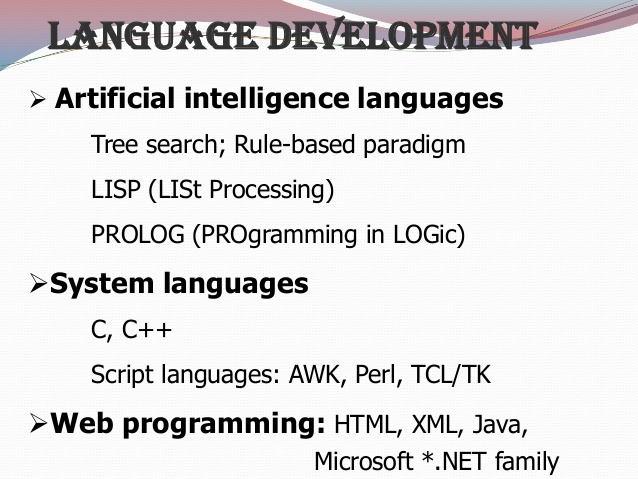 LANGUAGE DEVELOPMENT
➢ Artificial intelligence languages
Tree search; Rule-based paradigm
LISP (LISt Processing)
PROLOG (PROgramming in LOGic)
➢System languages
C, C++
Script languages: AWK, Perl, TCL/TK
➢Web programming: HTML, XML, Java,
Microsoft *.NET family